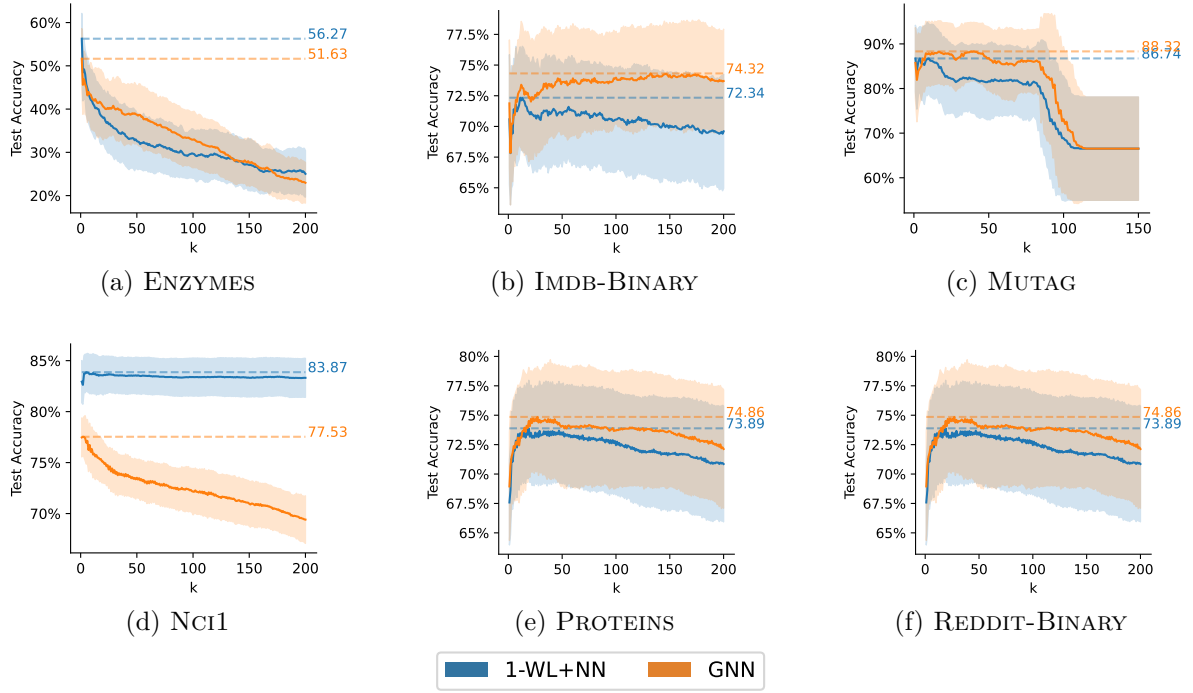 60%
50%
40%
30%
20%
Test Accuracy
56.27
51.63
0 50 100 150 200
k
(a) ENZYMES
77.5%
75%
72.5%
70%
67.5%
65%
Test Accuracy
74.32
72.34
0 50 100 150 200
k
(b) IMDB-BINARY
90%
80%
70%
60%
Test Accuracy
88.32
86.74
0 50 100 150
k
(c) MUTAG
85%
80%
75%
70%
Test Accuracy
83.87
77.53
0 50 100 150 200
k
(d) NCI1
80%
77.5%
75%
72.5%
70%
67.5%
65%
Test Accuracy
74.86
73.89
0 50 100 150 200
k
(e) PROTEINS
80%
77.5%
75%
72.5%
70%
67.5%
65%
Test Accuracy
74.86
73.89
0 50 100 150 200
k
(f) REDDIT-BINARY
1-WL+NN GNN